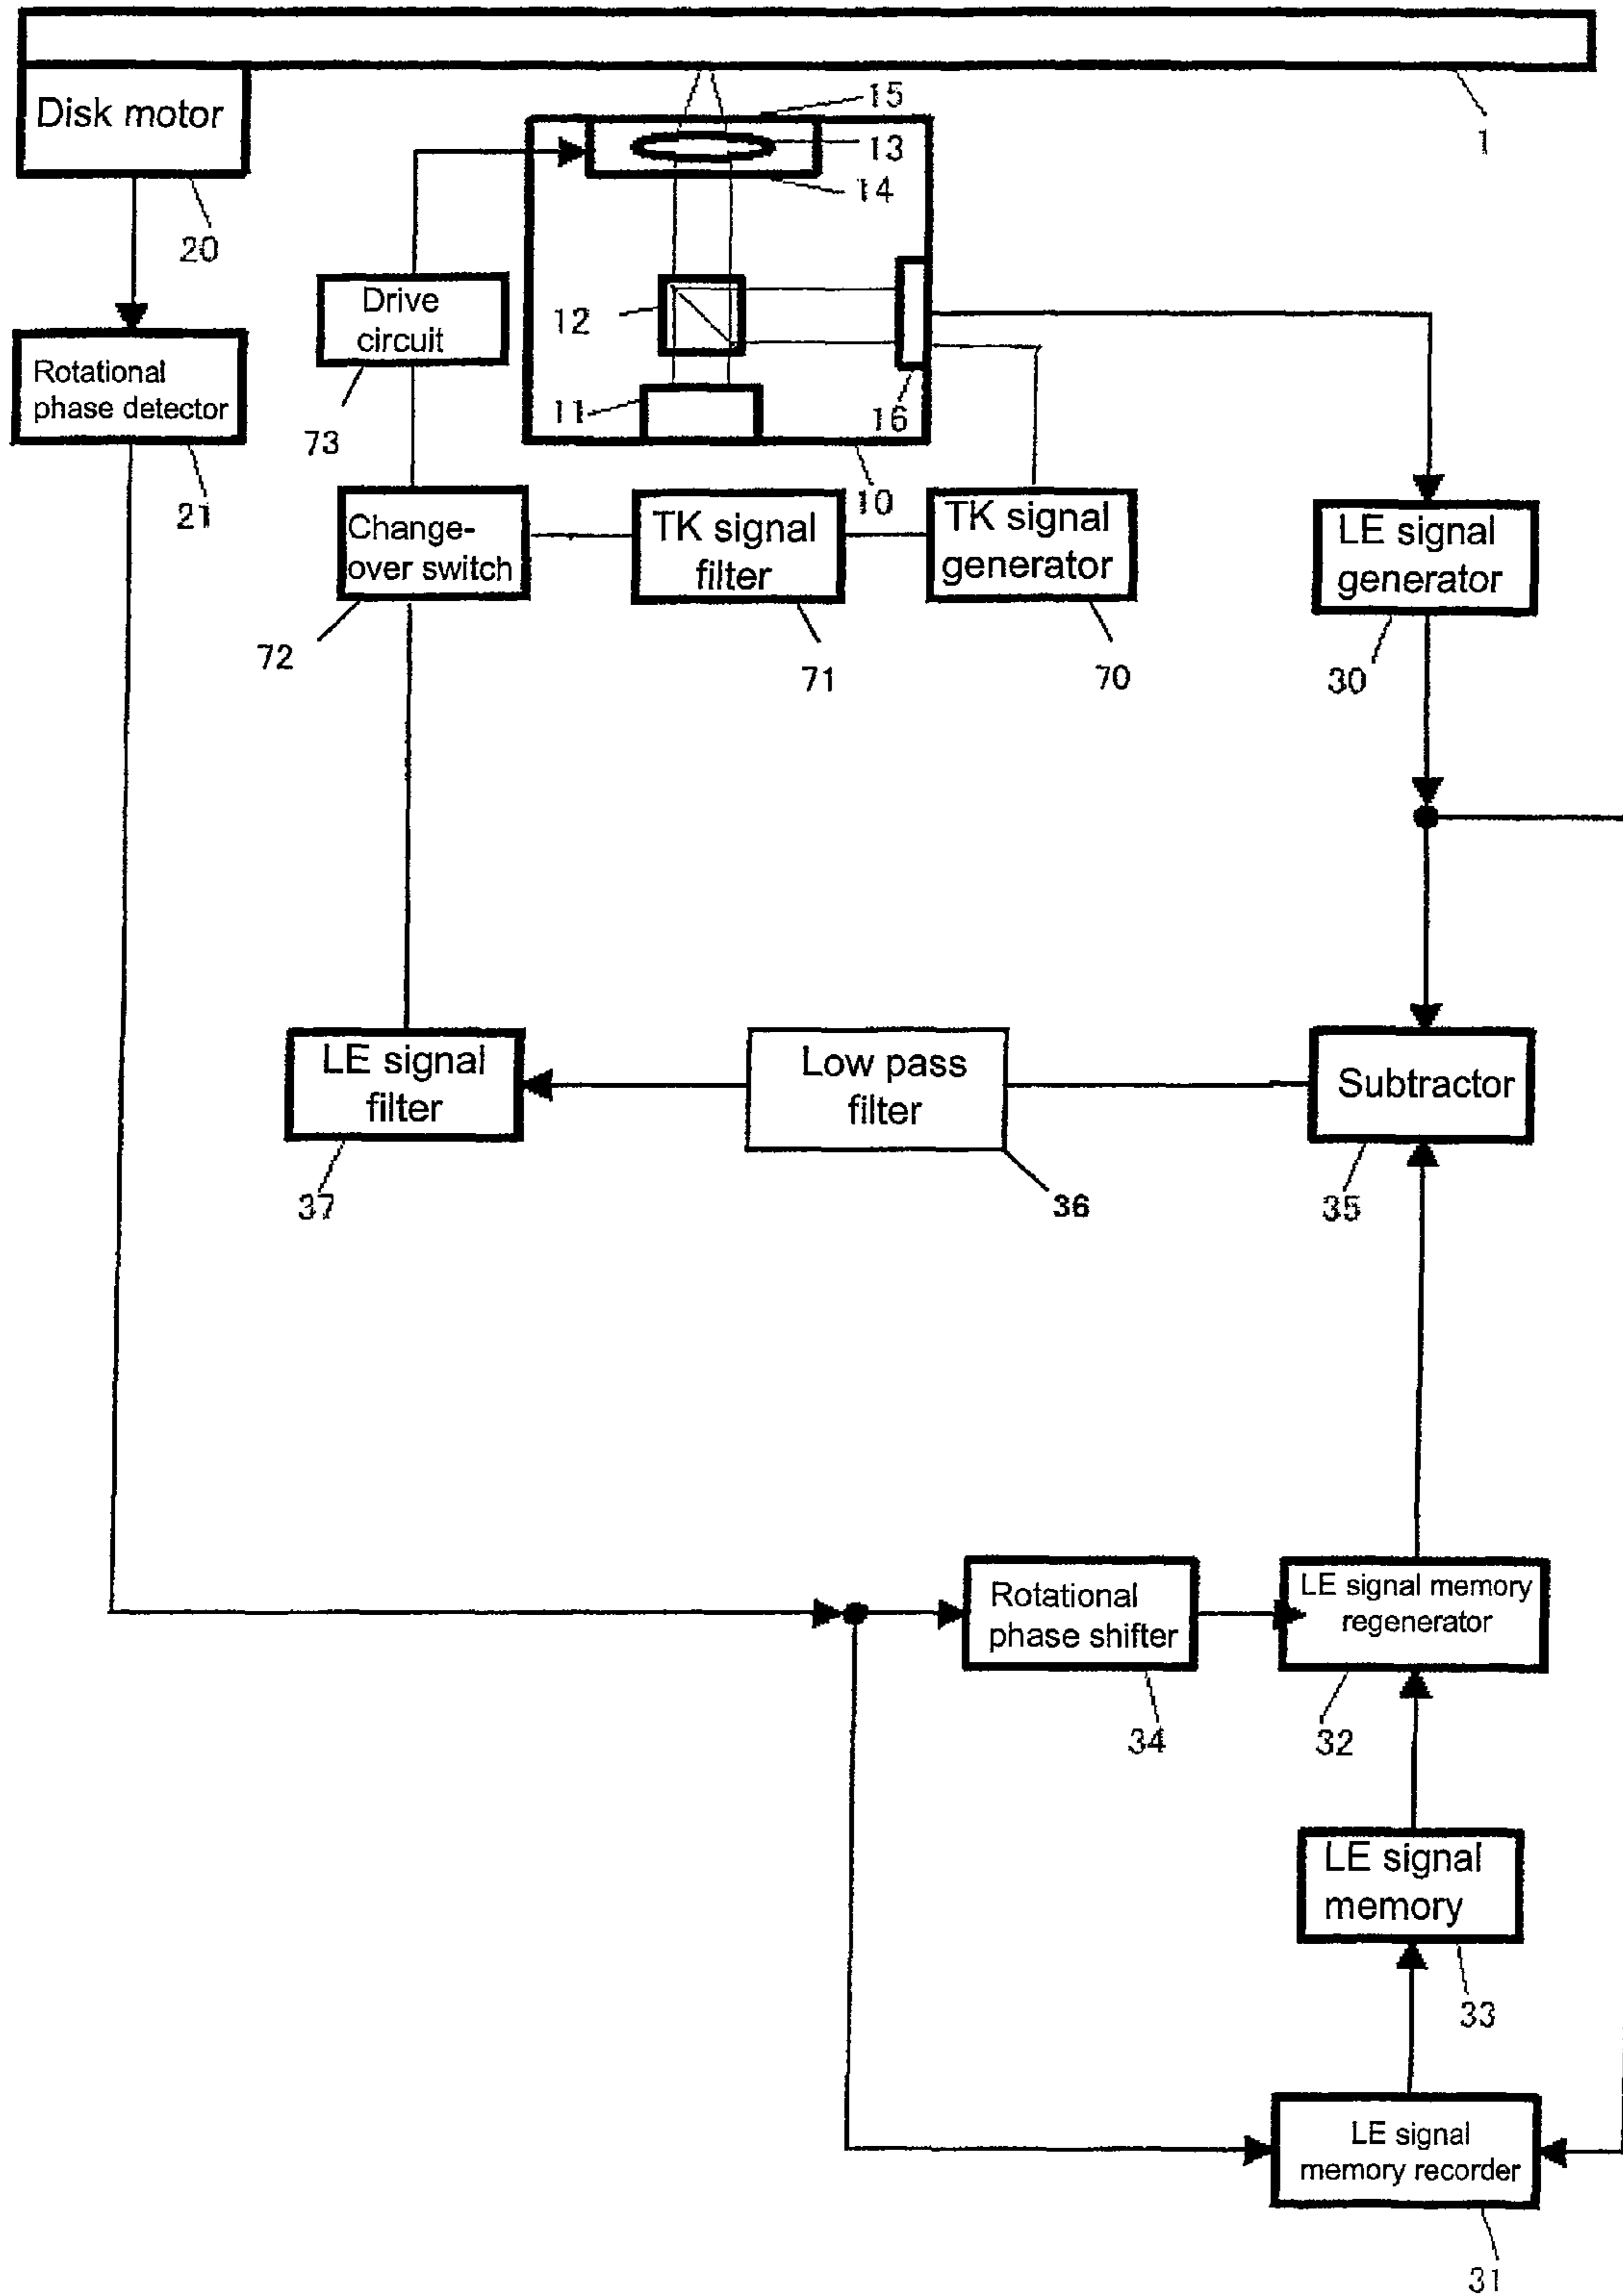 1
Disk motor
20
15
13
14
12
11
16
10
Drive
circuit
73
Rotational
phase detector
21
Change-
over switch
72
TK signal
filter
71
TK signal
generator
70
LE signal
generator
30
LE signal
filter
37
Low pass
filter
36
Subtractor
35
Rotational
phase shifter
34
LE signal memory
regenerator
32
LE signal
memory
33
LE signal
memory recorder
31